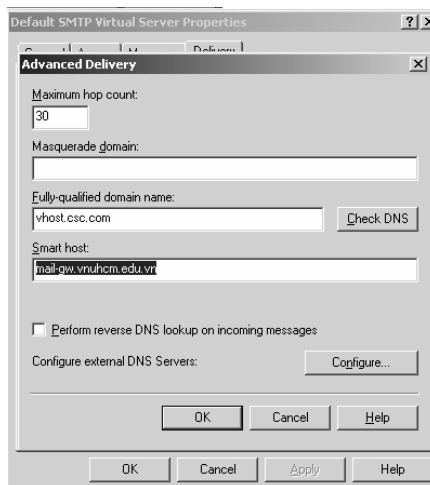 Default SMTP Virtual Server Properties
Delivery
Advanced Delivery
Maximum hop count:
30
Masquerade domain:
Fully-qualified domain name:
vhost.csc.com
Check DNS
Smart host:
mail-gw.vnuhcm.edu.vn
Perform reverse DNS lookup on incoming messages
Configure external DNS Servers:
Configure...
OK Cancel Help
OK Cancel Apply Help